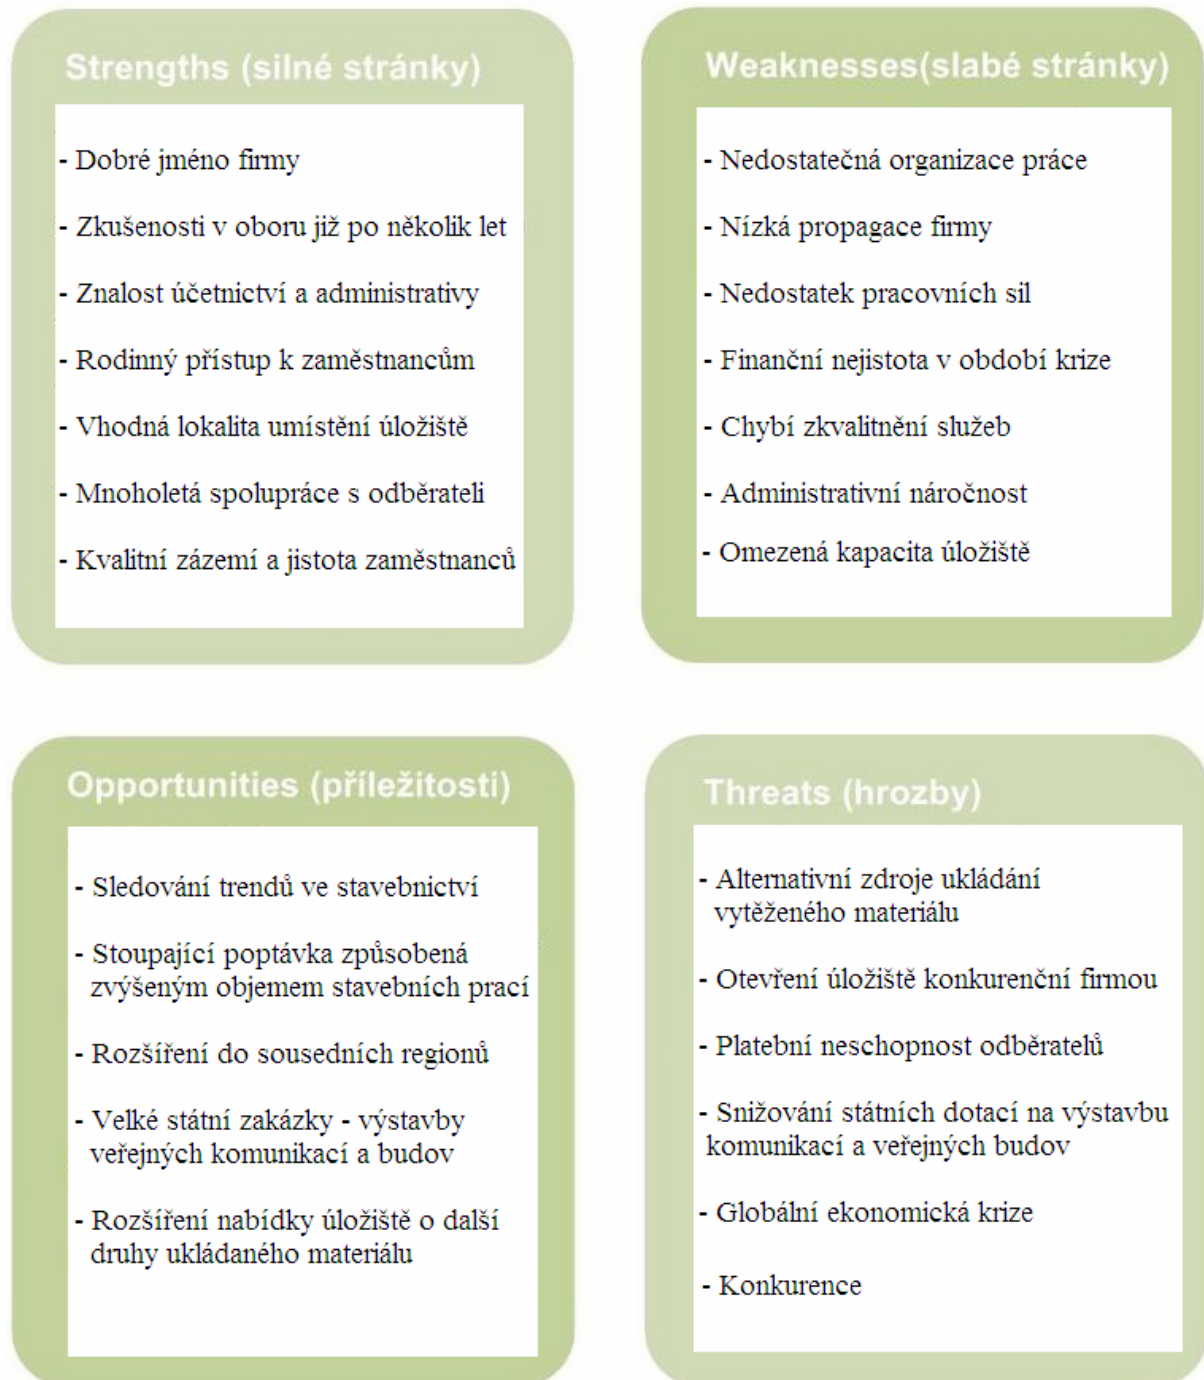 Strengths (silné stránky)
- Dobré jméno firmy
- Zkušenosti v oboru již po několik let
- Znalost účetnictví a administrativy
- Rodinný přístup k zaměstnancům
- Vhodná lokalita umístění úložiště
- Mnoholetá spolupráce s odběrateli
- Kvalitní zázemí a jistota zaměstnanců
Weaknesses(slabé stránky)
- Nedostatečná organizace práce
- Nízká propagace firmy
- Nedostatek pracovních sil
- Finanční nejistota v období krize
- Chybí zkvalitnění služeb
- Administrativní náročnost
- Omezená kapacita úložiště
Opportunities (příležitosti)
- Sledování trendů ve stavebnictví
- Stoupající poptávka způsobená
zvýšeným objemem stavebních prací
- Rozšíření do sousedních regionů
- Velké státní zakázky - výstavby
veřejných komunikací a budov
- Rozšíření nabídky úložiště o další
druhy ukládaného materiálu
Threats (hrozby)
- Alternativní zdroje ukládání
vytěženého materiálu
- Otevření úložiště konkurenční firmou
- Platební neschopnost odběratelů
- Snižování státních dotací na výstavbu
komunikací a veřejných budov
- Globální ekonomická krize
- Konkurence